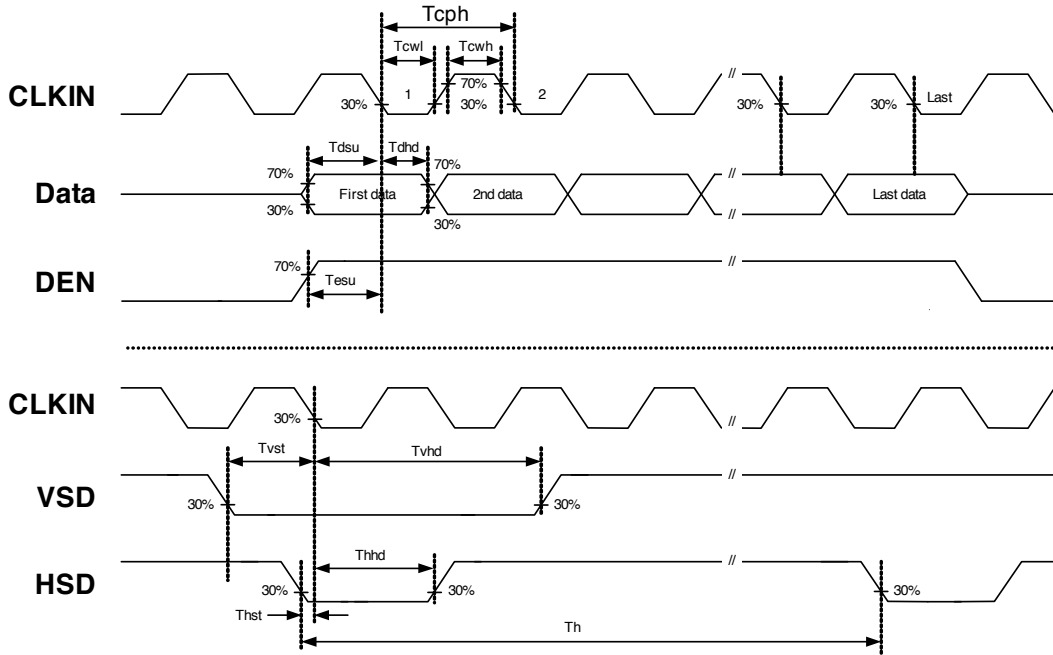 Tcph
Tcwl Tcwh
CLKIN 30% 1 70% 30% 2 // 30% 30% Last
Tdsu Tdhd
70% 70% //
Data First data 2nd data Last data
30% 30% //
DEN 70% Tesu //
CLKIN 30% //
Tvst Tvhd
VSD 30% 30% //
Thhd
HSD 30% 30% // 30%
Thst
Th